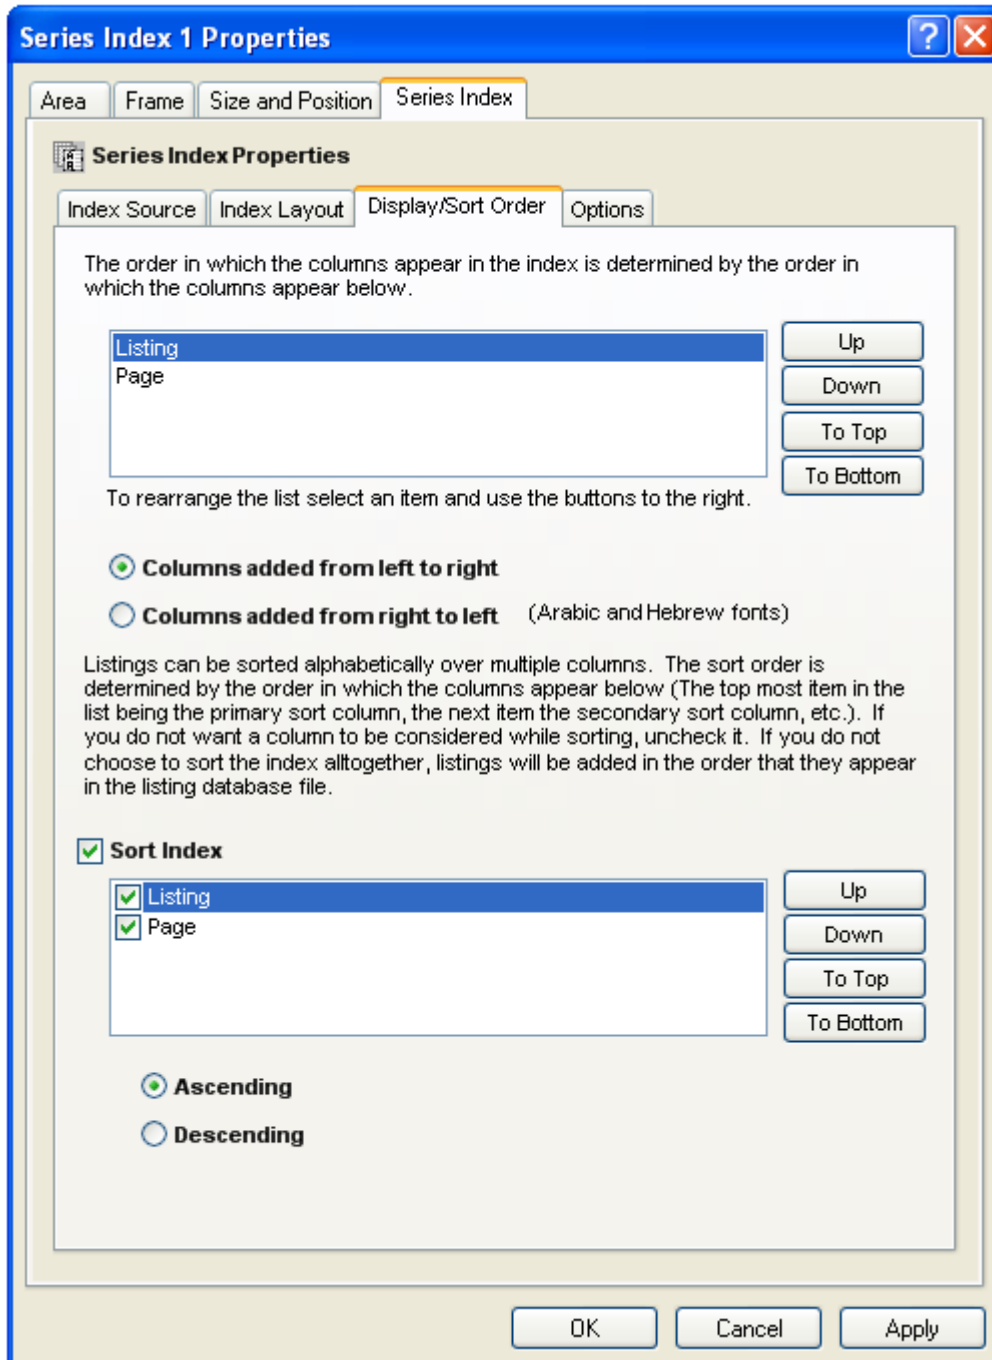 Series Index 1 Properties
Area
Frame
Size and Position
Series Index
Series Index Properties
Index Source
Index Layout
Display/Sort Order
Options
The order in which the columns appear in the index is determined by the order in
which the columns appear below.
Listing
Page
Up
Down
To Top
To Bottom
To rearrange the list select an item and use the buttons to the right.
Columns added from left to right
Columns added from right to left (Arabic and Hebrew fonts)
Listings can be sorted alphabetically over multiple columns. The sort order is
determined by the order in which the columns appear below (The top most item in the
list being the primary sort column, the next item the secondary sort column, etc.). If
you do not want a column to be considered while sorting, uncheck it. If you do not
choose to sort the index alltogether, listings will be added in the order that they appear
in the listing database file.
Sort Index
Listing
Page
Up
Down
To Top
To Bottom
Ascending
Descending
OK
Cancel
Apply